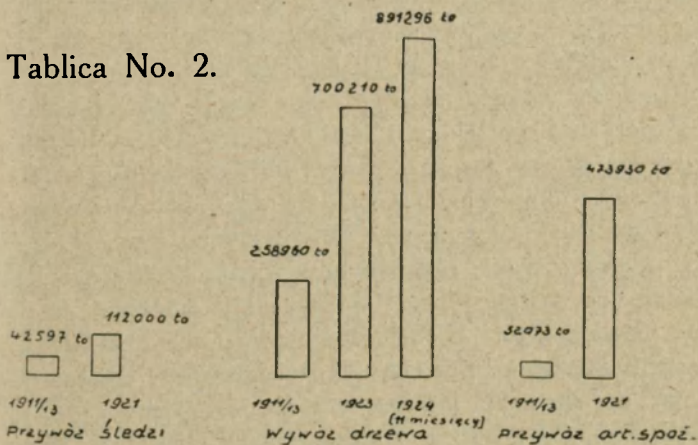 891296 to
Tablica No. 2.
700210 to
473930 to
258960 to
112000 to
42597 to
32073 to
1911/13 1921 1911/13 1923 1924 1911/13 1921
(11 miesięcy)
Przywóz Śledzi Wywóz drzewa Przywóz art. spoż.